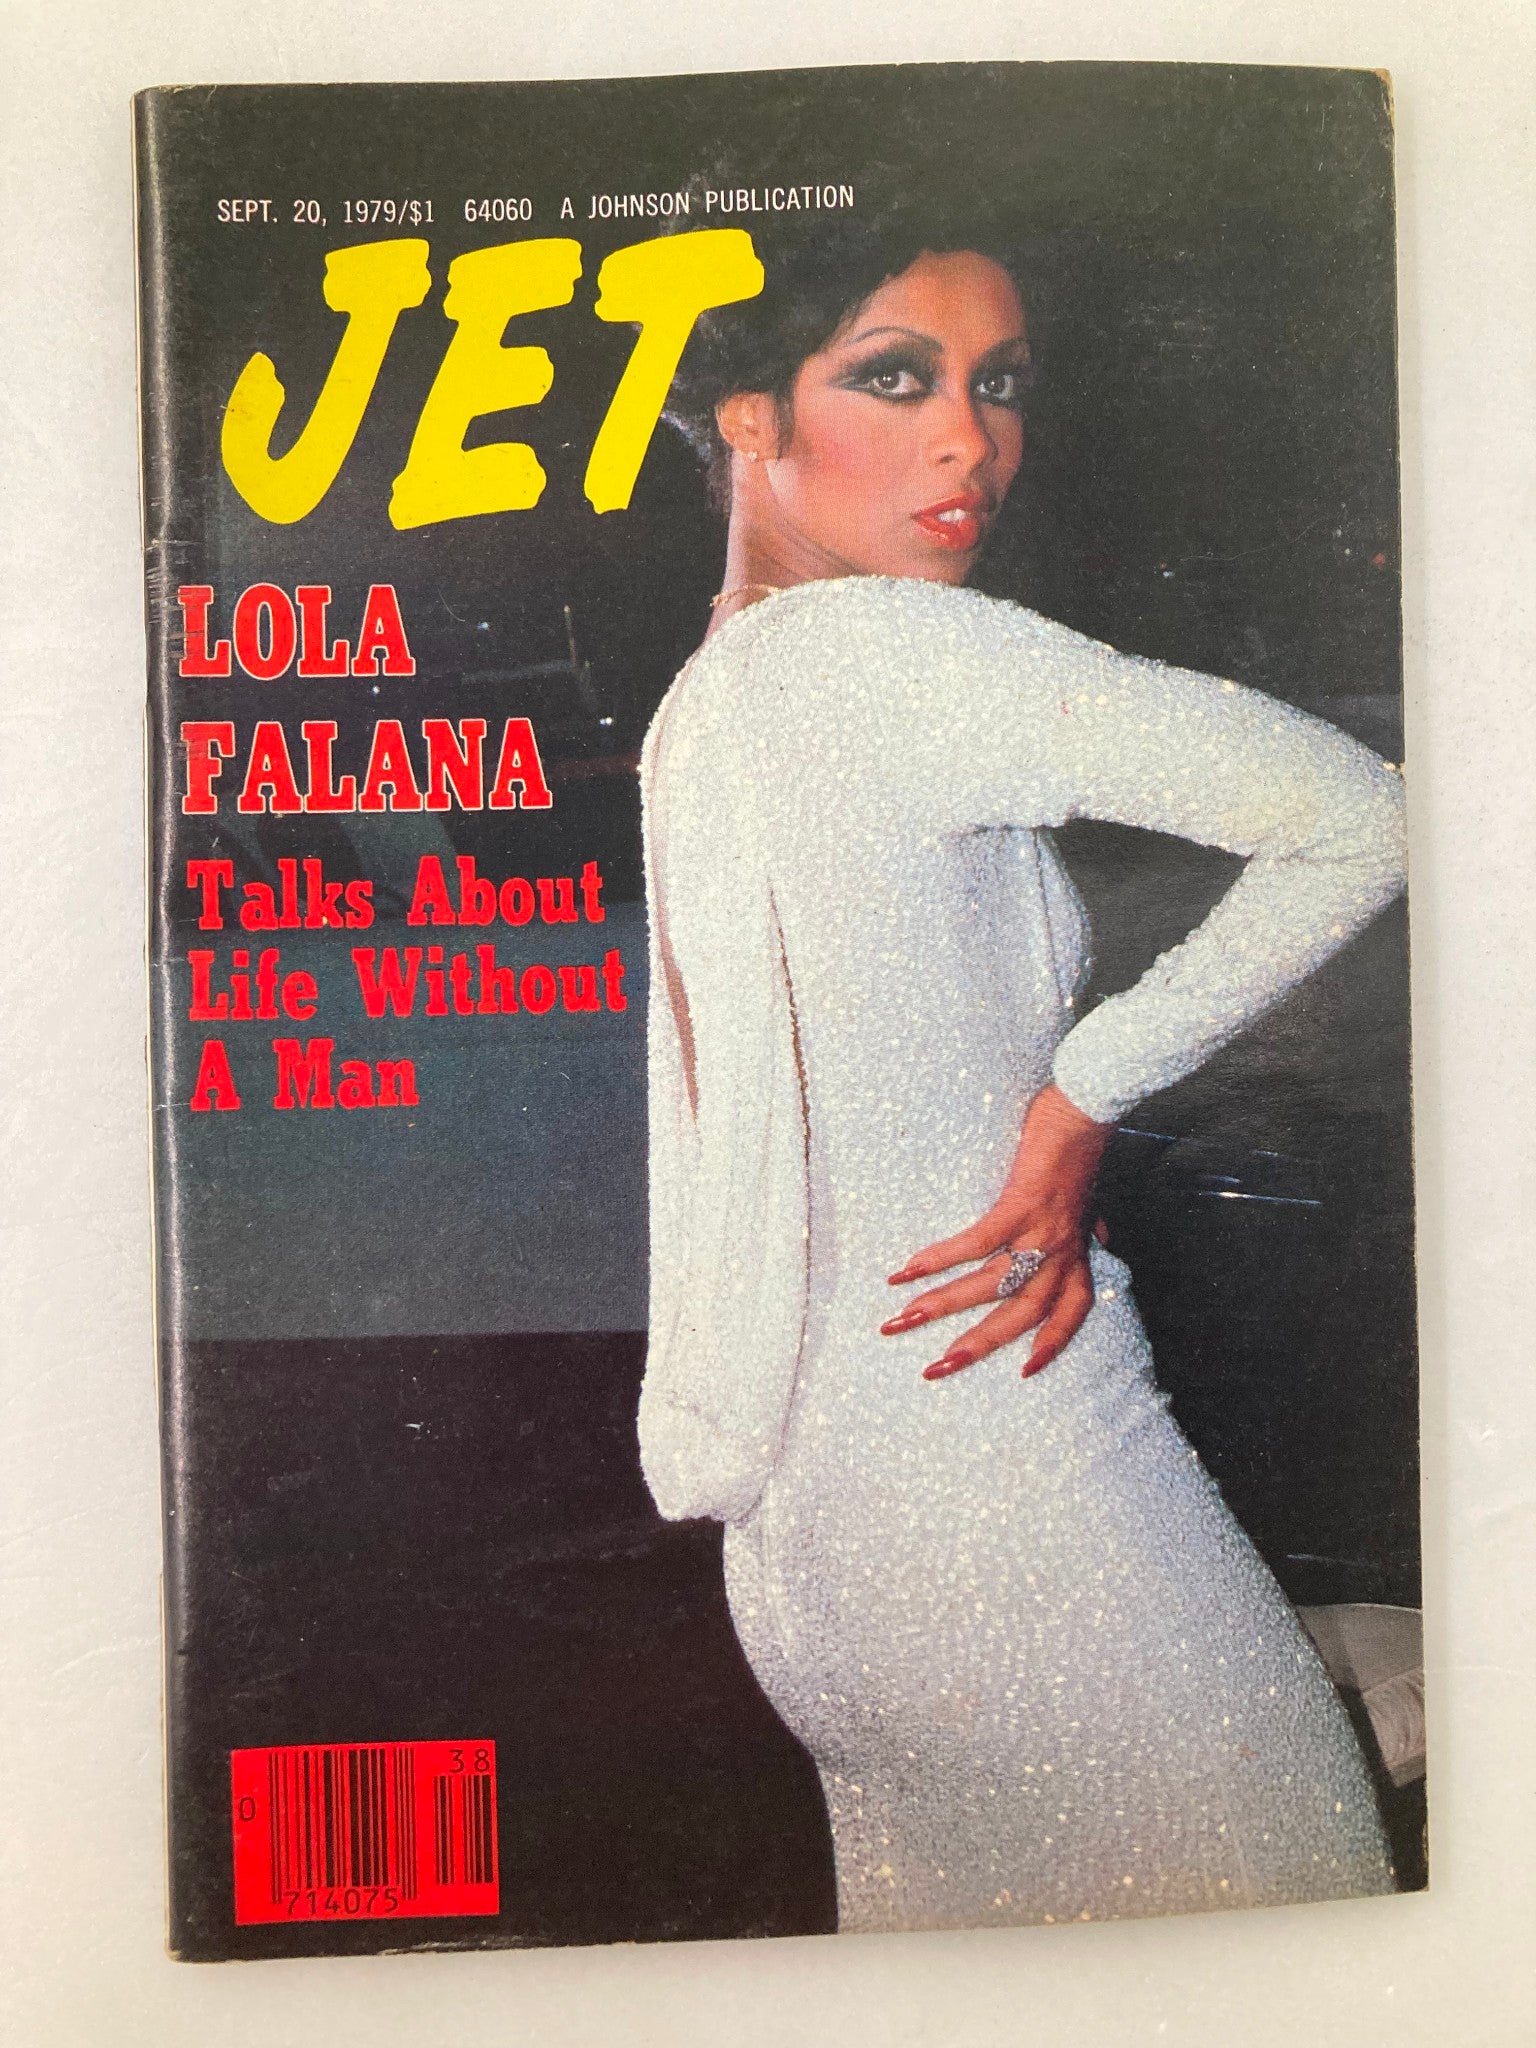 SEPT. 20, 1979/$1 64060 A JOHNSON PUBLICATION
JET
LOLA
FALANA
Talks About
Life Without
A Man
38
0
714075